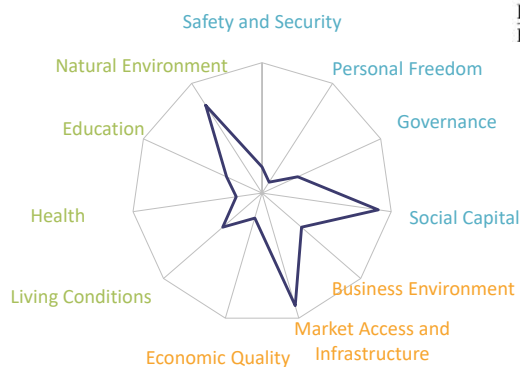 Safety and Security
Natural Environment
Personal Freedom
Education
Governance
Health
Social Capital
Living Conditions
Business Environment
Market Access and
Infrastructure
Economic Quality